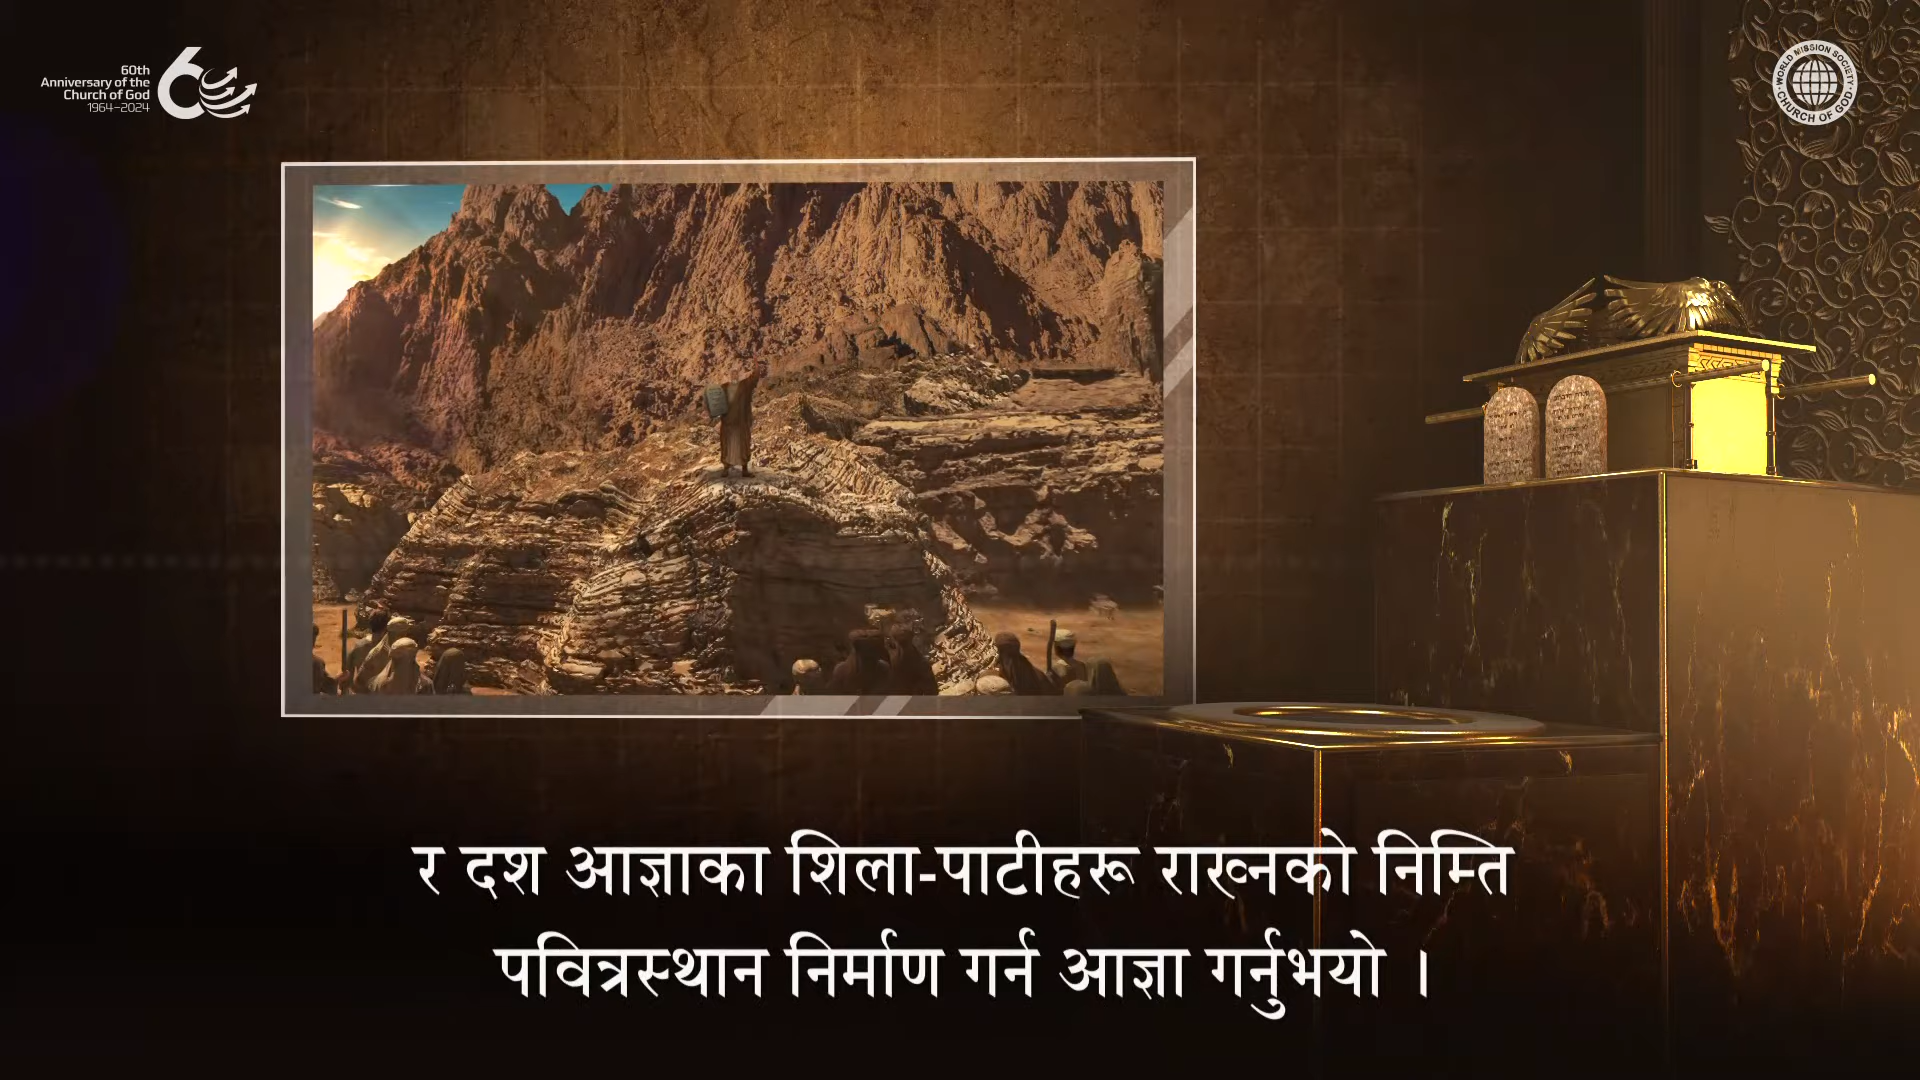 60th
Anniversary of the
Church of God
1964–2024
WORLD MISSION SOCIETY
CHURCH OF GOD
र दश आज्ञाका शिला-पाटीहरू राख्नको निम्ति
पवित्रस्थान निर्माण गर्न आज्ञा गर्नुभयो ।